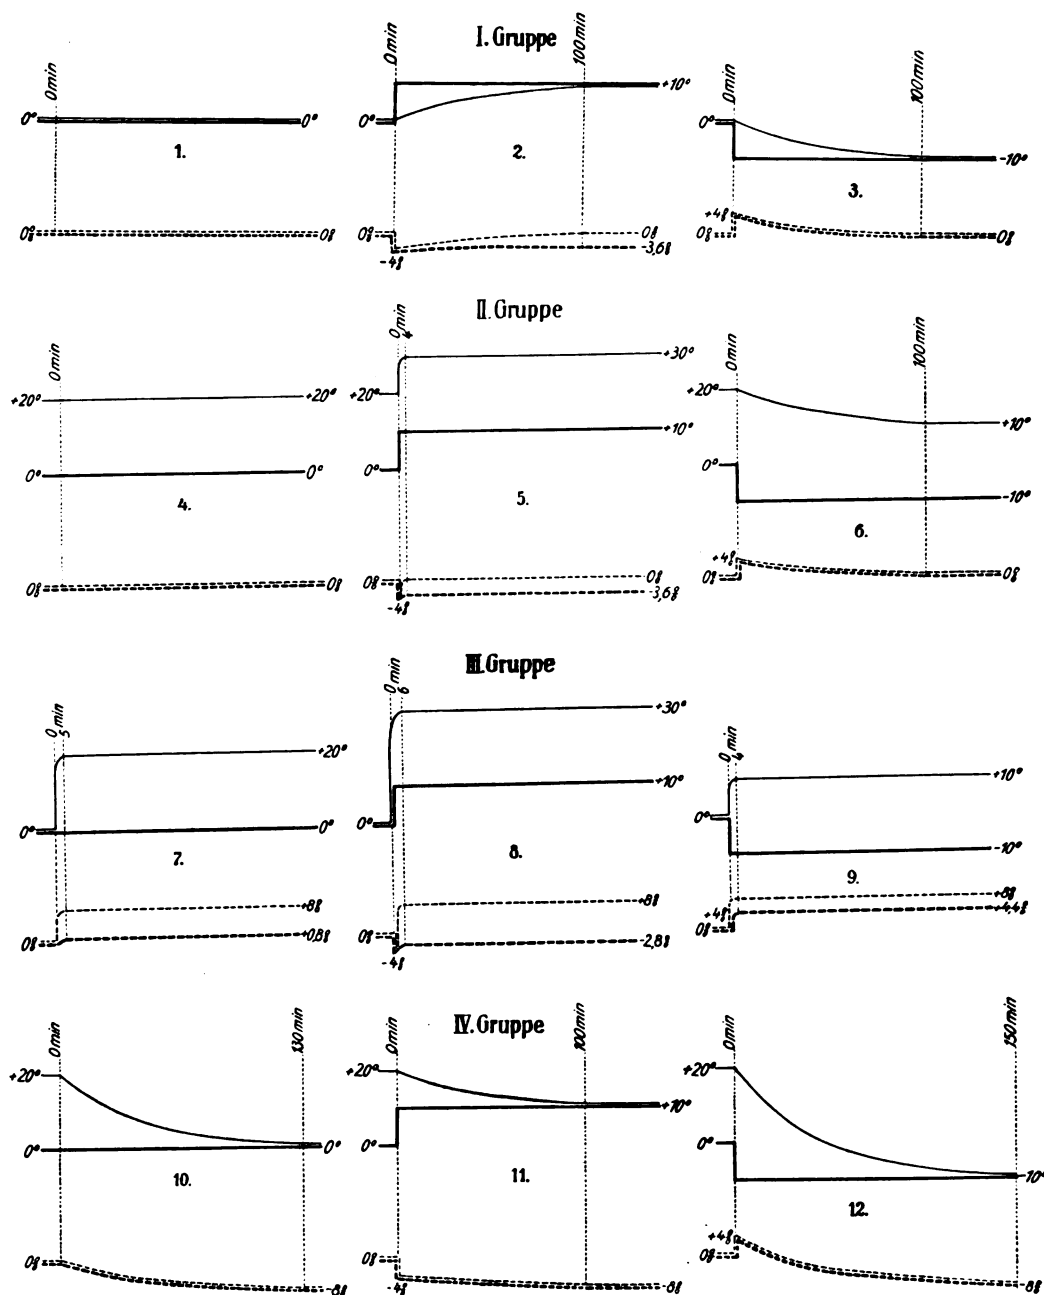 I. Gruppe
0 min
0°
0°
1.
0g
0g
0 min
100 min
+10°
0°
2.
0g
-4g
0g
-3,6g
0 min
100 min
0°
-10°
3.
+4g
0g
0g
II. Gruppe
0 min
+20°
+20°
0°
0°
4.
0g
0g
0 min 4
+30°
+20°
+10°
0°
5.
0g
-4g
0g
-3,6g
0 min
100 min
+20°
+10°
0°
-10°
6.
+4g
0g
0g
III. Gruppe
0 min 5
+20°
0°
0°
7.
+8g
0g
+0,8g
0 min 6
+30°
+10°
0°
8.
+8g
0g
-4g
-2,8g
0 min 4
+10°
0°
-10°
9.
+8g
+4g
+4,4g
0g
IV. Gruppe
0 min
130 min
+20°
0°
0°
10.
0g
-8g
0 min
100 min
+20°
+10°
0°
11.
0g
-4g
-8g
0 min
150 min
+20°
0°
-10°
12.
+4g
0g
-8g